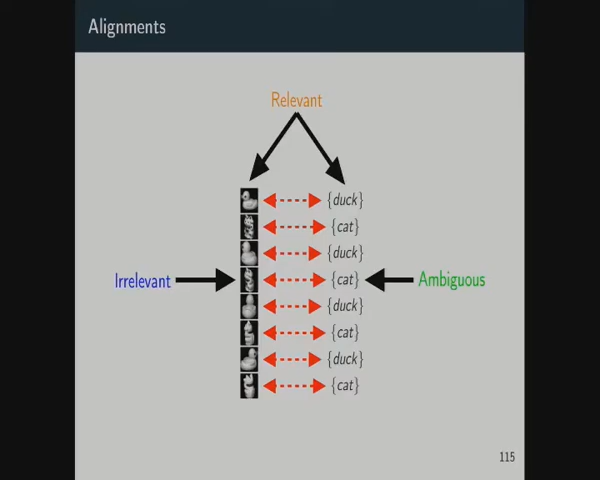 Alignments
Relevant
{duck}
{cat}
{duck}
Irrelevant {cat} Ambiguous
{duck}
{cat}
{duck}
{cat}
115